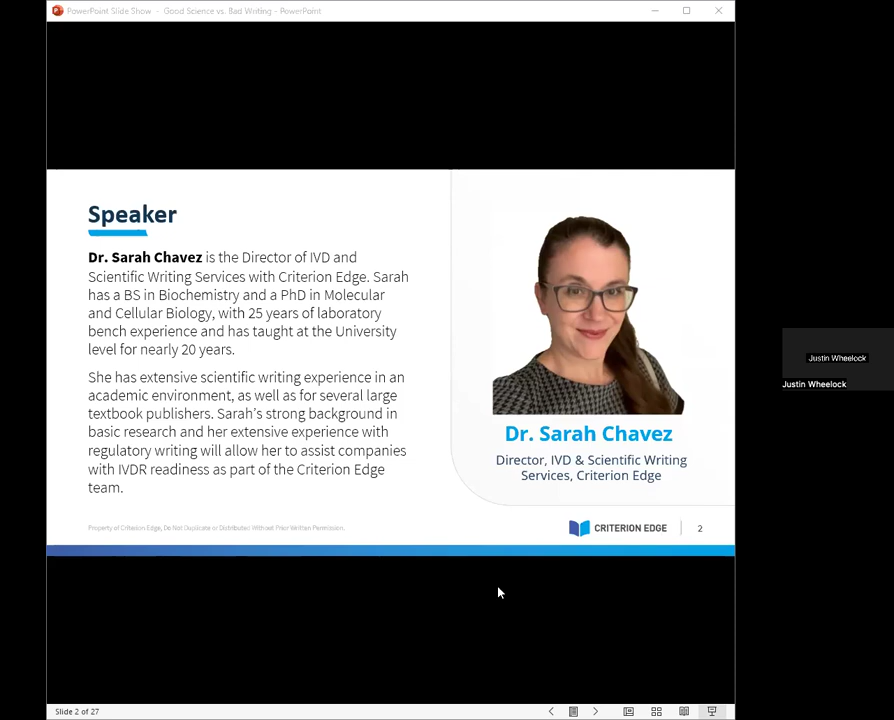 PowerPoint Slide Show - Good Science vs. Bad Writing - PowerPoint
Speaker
Dr. Sarah Chavez is the Director of IVD and
Scientific Writing Services with Criterion Edge. Sarah
has a BS in Biochemistry and a PhD in Molecular
and Cellular Biology, with 25 years of laboratory
bench experience and has taught at the University
level for nearly 20 years.
She has extensive scientific writing experience in an
academic environment, as well as for several large
textbook publishers. Sarah's strong background in
basic research and her extensive experience with
regulatory writing will allow her to assist companies
with IVDR readiness as part of the Criterion Edge
team.
Dr. Sarah Chavez
Director, IVD & Scientific Writing
Services, Criterion Edge
Property of Criterion Edge, Do Not Duplicate or Distributed Without Prior Written Permission.
CRITERION EDGE
2
Justin Wheelock
Justin Wheelock
Slide 2 of 27